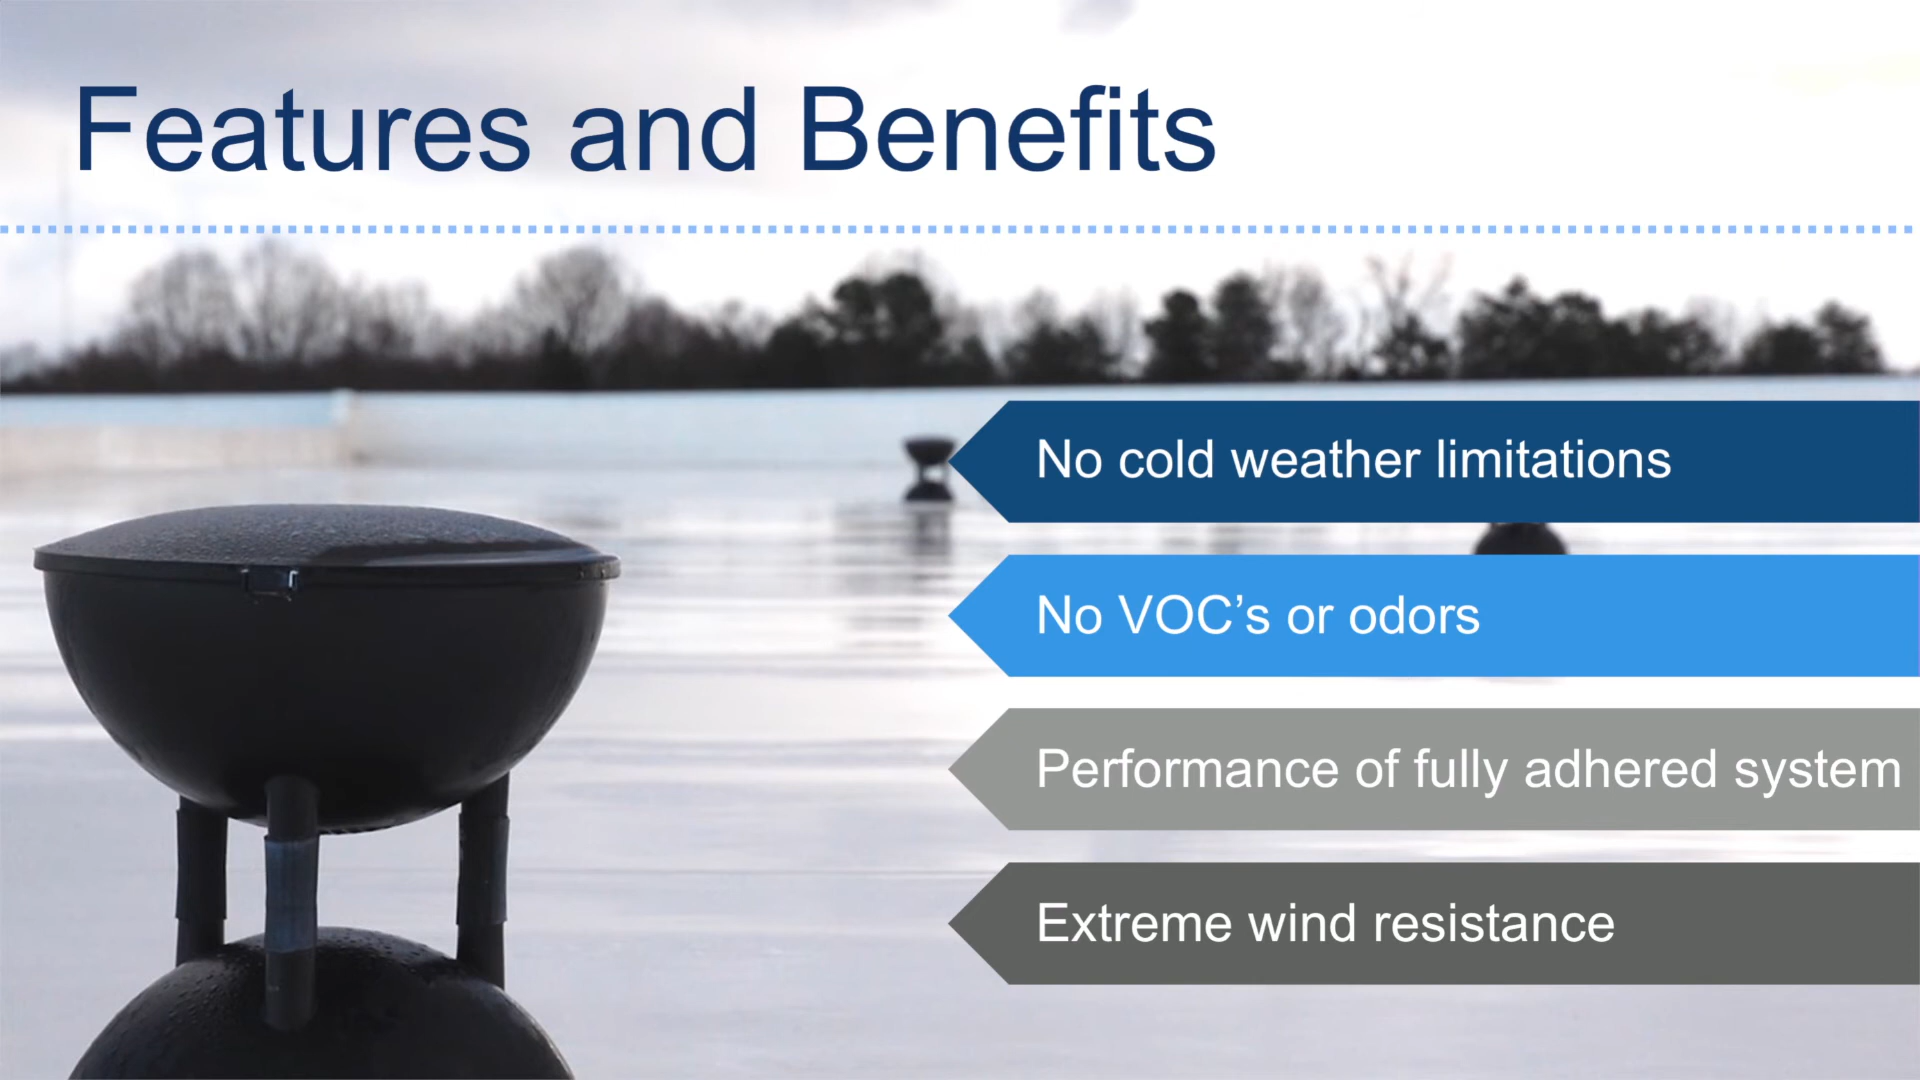 Features and Benefits
No cold weather limitations
No VOC’s or odors
Performance of fully adhered system
Extreme wind resistance